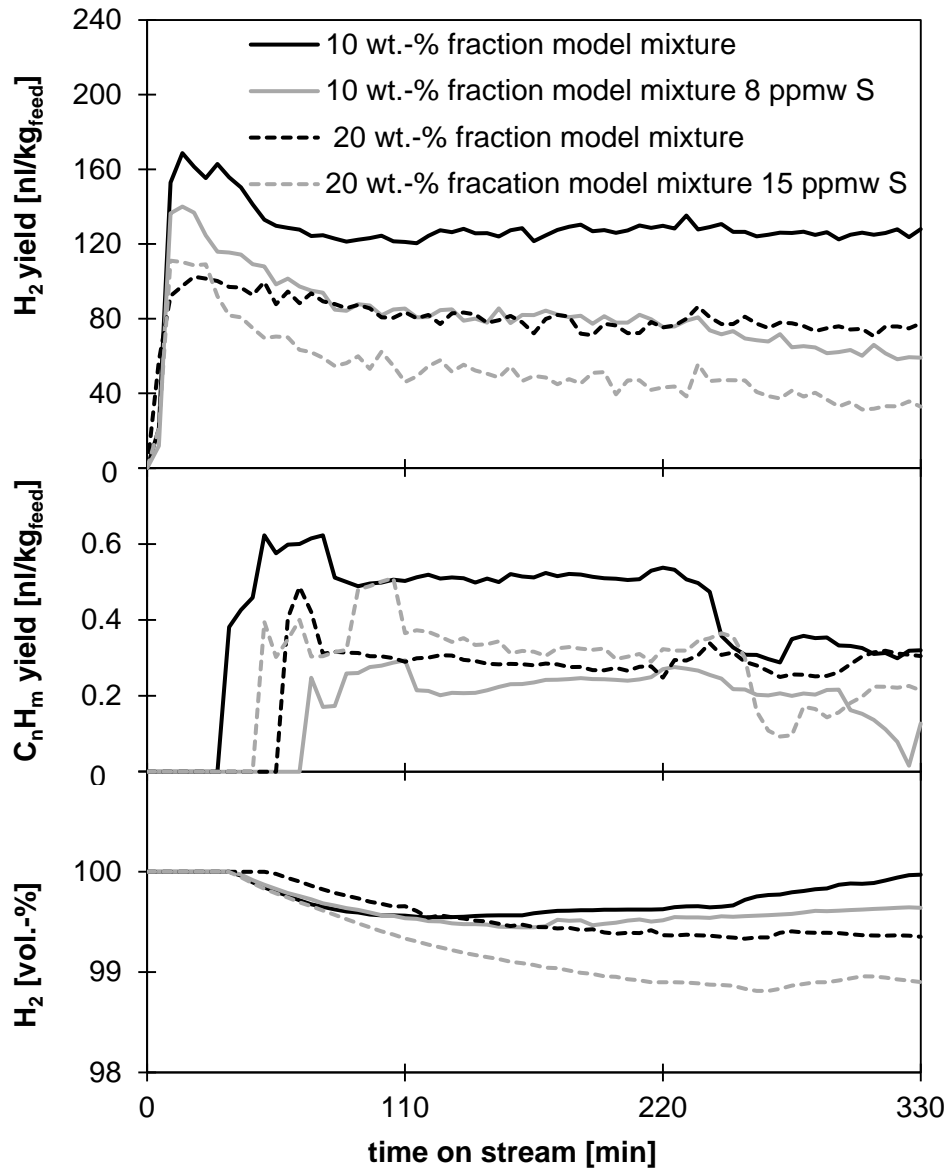 240
200
160
120
80
40
0
H2 yield [nl/kgfeed]
10 wt.-% fraction model mixture
10 wt.-% fraction model mixture 8 ppmw S
20 wt.-% fraction model mixture
20 wt.-% fracation model mixture 15 ppmw S
0.6
0.4
0.2
0
CnHm yield [nl/kgfeed]
100
99
98
H2 [vol.-%]
0 110 220 330
time on stream [min]